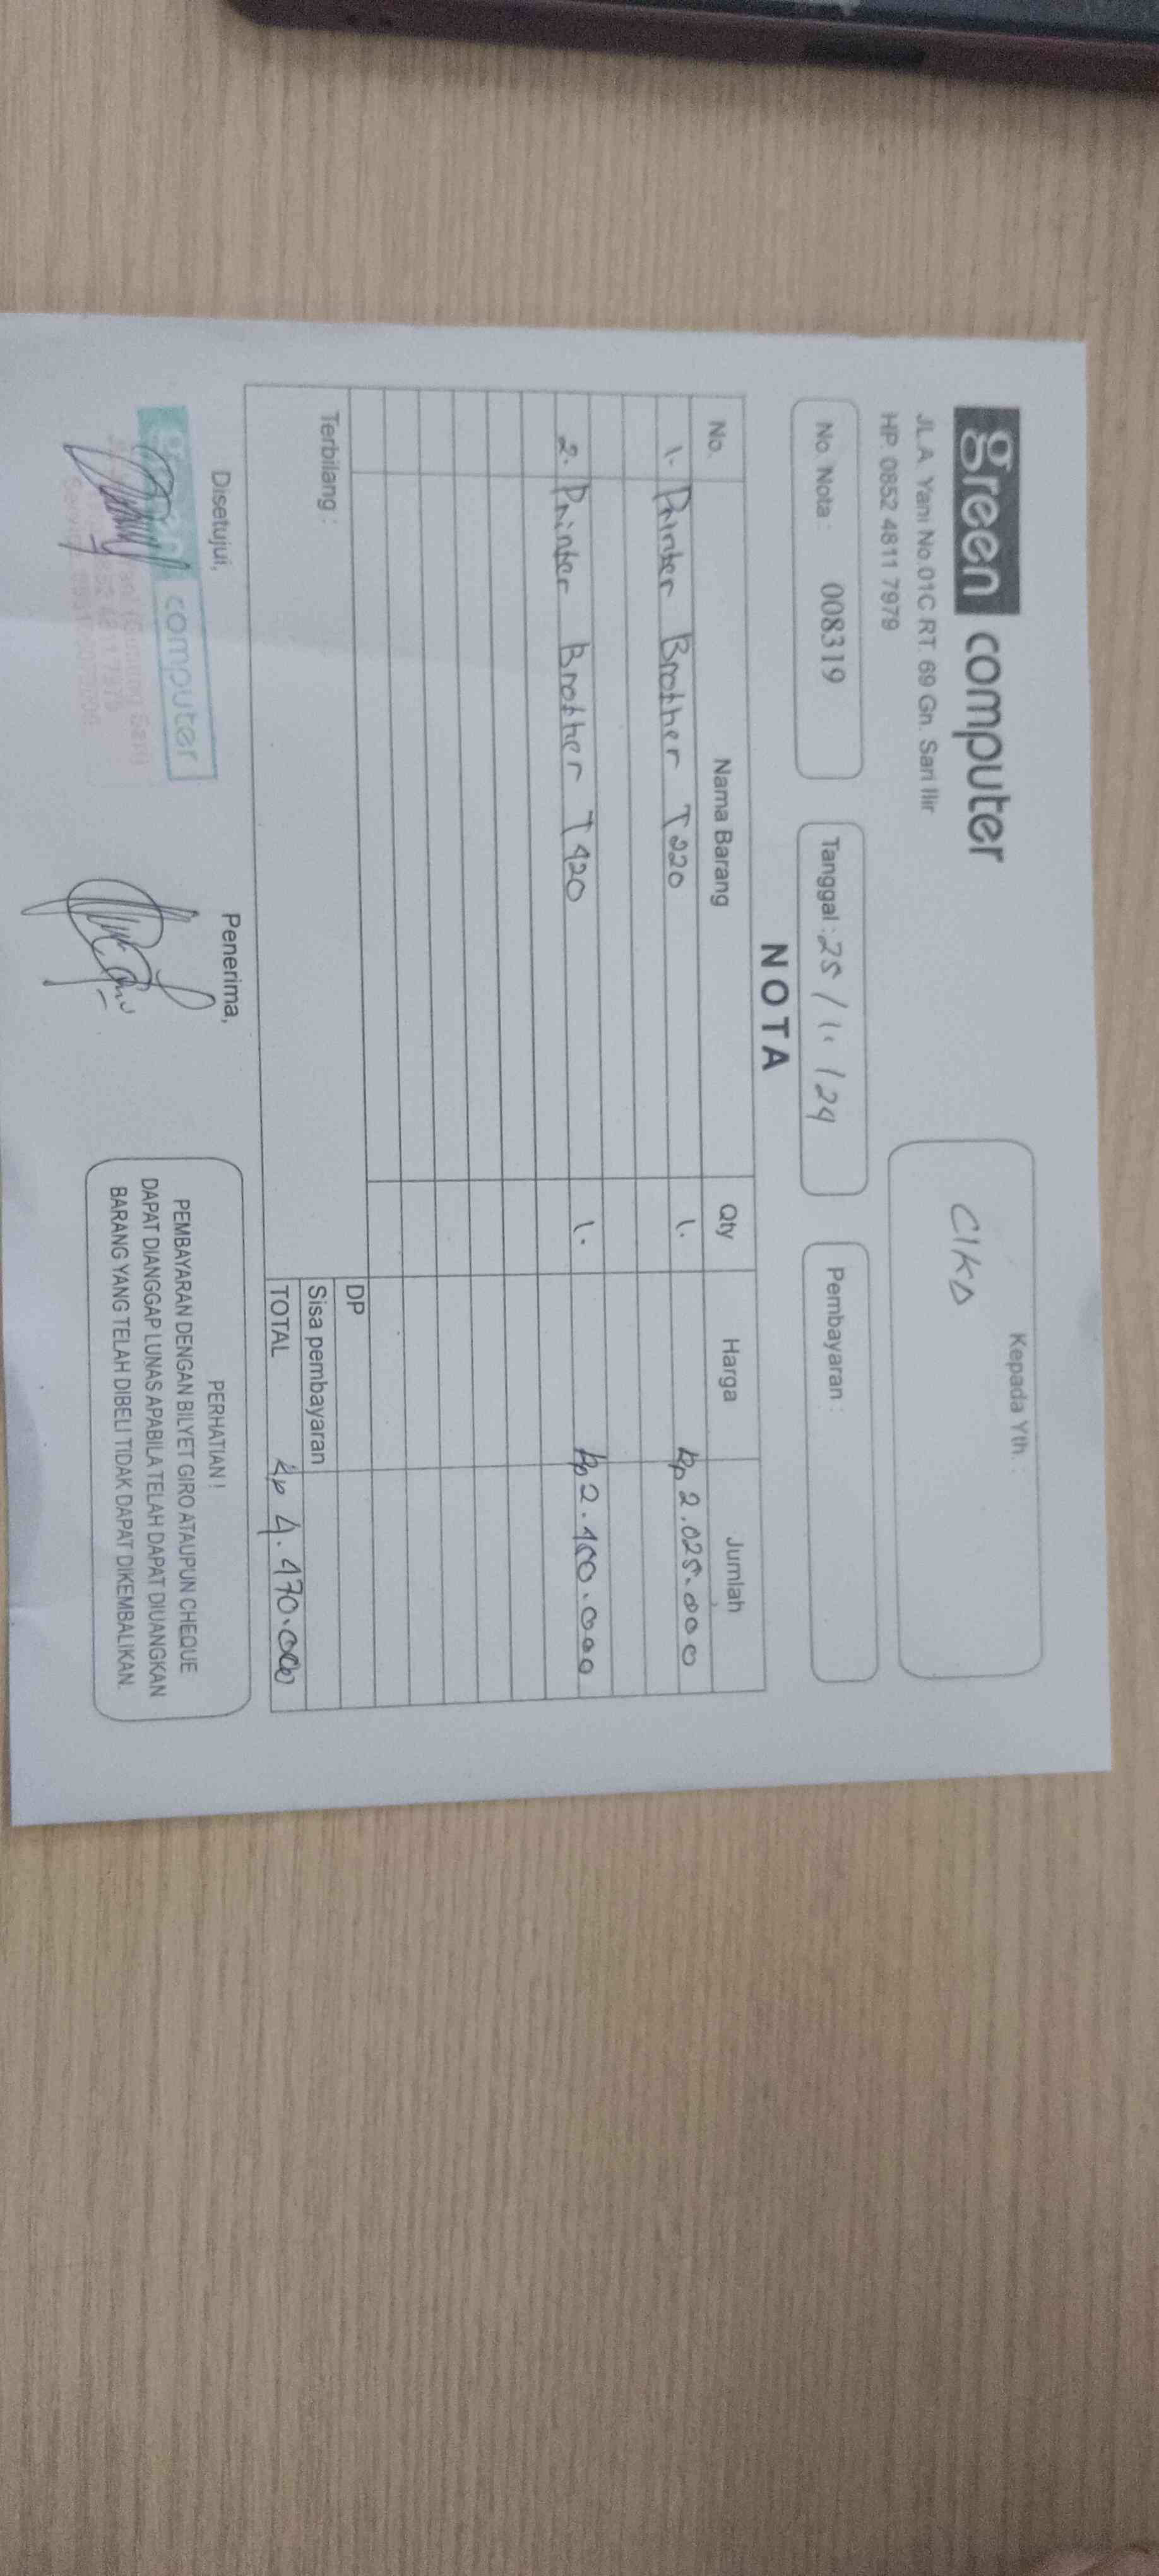 green computer
JL.A. Yani No.01C RT. 69 Gn. Sari Ilir
HP. 0852 4811 7979
Kepada Yth. :
CIKA
No. Nota : 008319
Tanggal : 25 / 11 / 24
Pembayaran :
NOTA
No. Nama Barang Qty Harga Jumlah
1. Printer Brother T220 1. Rp 2.025.000
2. Printer Brother T420 1. Rp 2.400.000
Terbilang :
DP
Sisa pembayaran
TOTAL Rp 4.470.000
Disetujui,
Penerima,
computer
PERHATIAN !
PEMBAYARAN DENGAN BILYET GIRO ATAUPUN CHEQUE
DAPAT DIANGGAP LUNAS APABILA TELAH DAPAT DIUANGKAN
BARANG YANG TELAH DIBELI TIDAK DAPAT DIKEMBALIKAN.